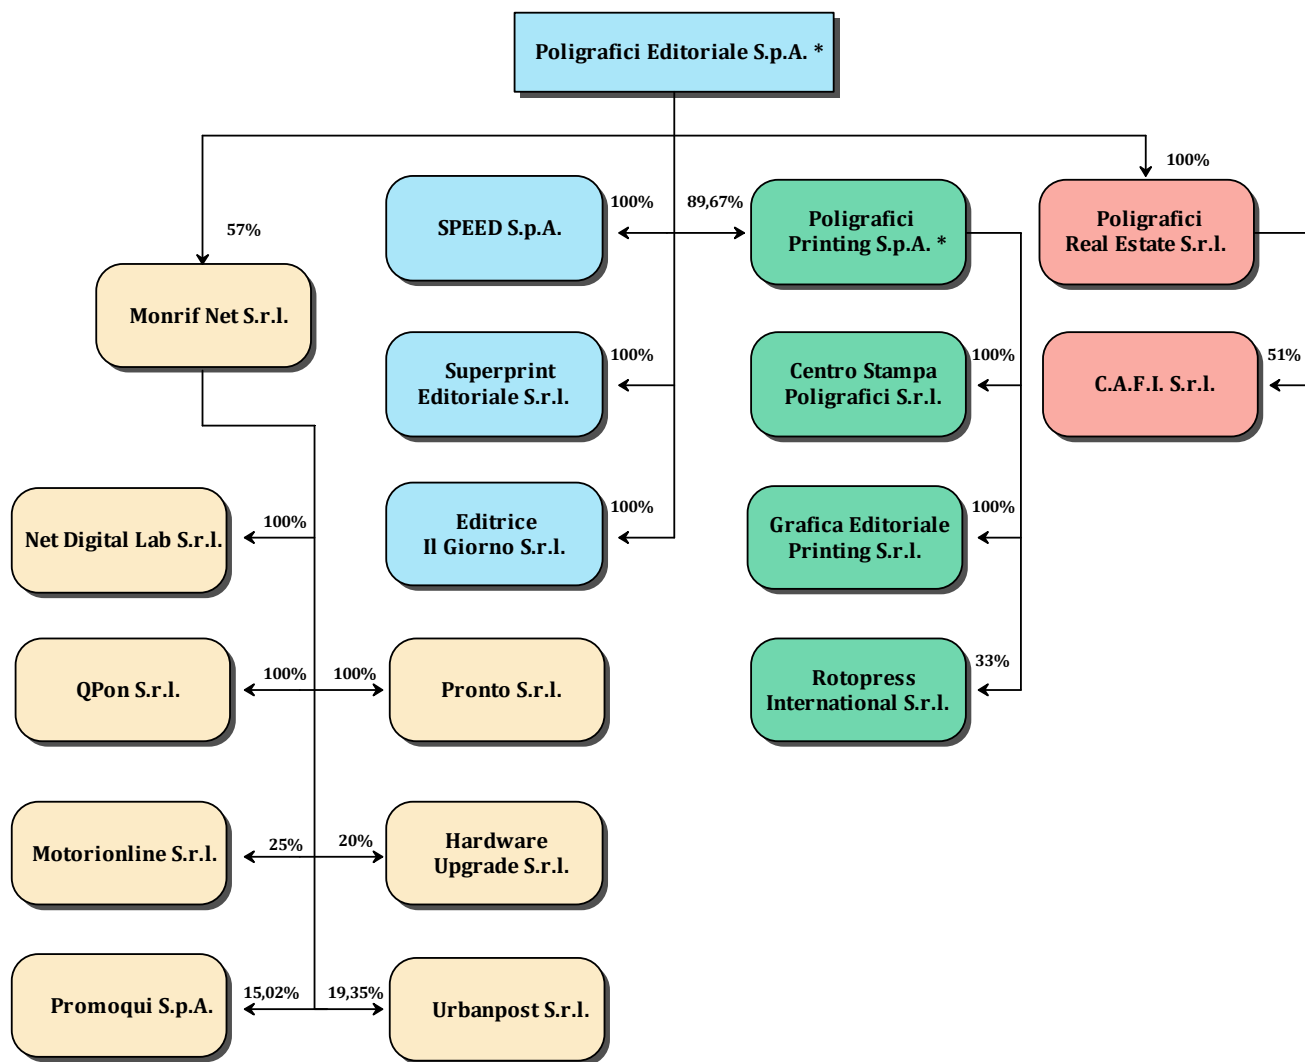 Poligrafici Editoriale S.p.A. *
100%
57%
SPEED S.p.A.
100%
89,67%
Poligrafici
Printing S.p.A. *
Poligrafici
Real Estate S.r.l.
Monrif Net S.r.l.
Superprint
Editoriale S.r.l.
100%
Centro Stampa
Poligrafici S.r.l.
100%
C.A.F.I. S.r.l.
51%
Net Digital Lab S.r.l.
100%
Editrice
Il Giorno S.r.l.
100%
Grafica Editoriale
Printing S.r.l.
100%
QPon S.r.l.
100%
100%
Pronto S.r.l.
Rotopress
International S.r.l.
33%
Motorionline S.r.l.
25%
20%
Hardware
Upgrade S.r.l.
Promoqui S.p.A.
15,02%
19,35%
Urbanpost S.r.l.